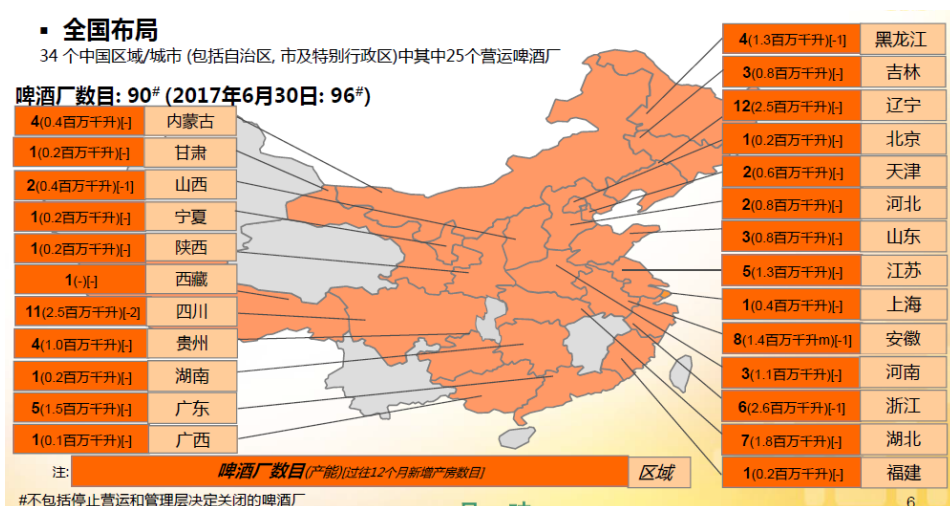 ▪ 全国布局
34 个中国区域/城市 (包括自治区, 市及特别行政区)中其中25个营运啤酒厂
啤酒厂数目: 90# (2017年6月30日: 96#)
4(0.4百万千升)[-] 内蒙古
1(0.2百万千升)[-] 甘肃
2(0.4百万千升)[-1] 山西
1(0.2百万千升)[-] 宁夏
1(0.2百万千升)[-] 陕西
1(-)[-] 西藏
11(2.5百万千升)[-2] 四川
4(1.0百万千升)[-] 贵州
1(0.2百万千升)[-] 湖南
5(1.5百万千升)[-] 广东
1(0.1百万千升)[-] 广西
4(1.3百万千升)[-1] 黑龙江
3(0.8百万千升)[-] 吉林
12(2.5百万千升)[-] 辽宁
1(0.2百万千升)[-] 北京
2(0.6百万千升)[-] 天津
2(0.8百万千升)[-] 河北
3(0.8百万千升)[-] 山东
5(1.3百万千升)[-] 江苏
1(0.4百万千升)[-] 上海
8(1.4百万千升m)[-1] 安徽
3(1.1百万千升)[-] 河南
6(2.6百万千升)[-1] 浙江
7(1.8百万千升)[-] 湖北
1(0.2百万千升)[-] 福建
注: 啤酒厂数目(产能)[过往12个月新增产房数目] 区域
#不包括停止营运和管理层决定关闭的啤酒厂
6